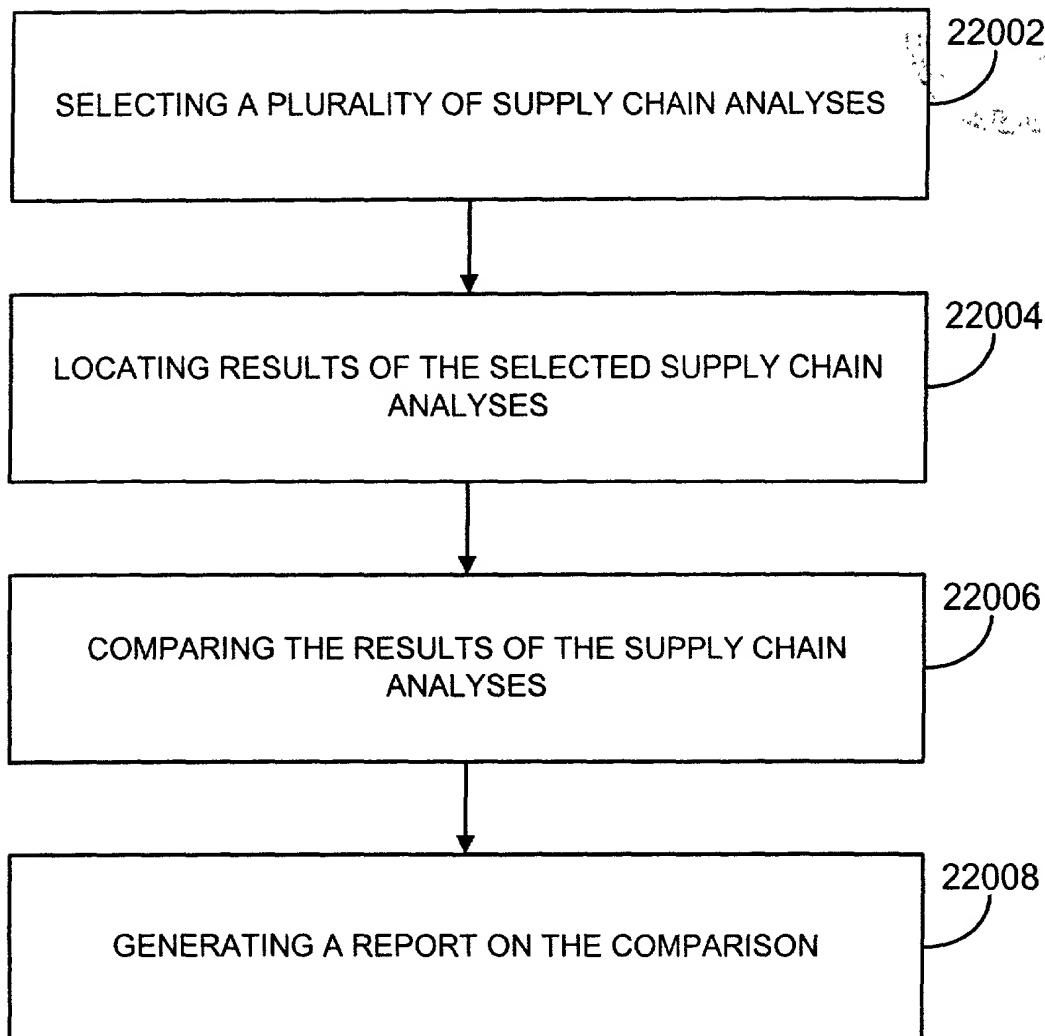 22002
SELECTING A PLURALITY OF SUPPLY CHAIN ANALYSES
22004
LOCATING RESULTS OF THE SELECTED SUPPLY CHAIN
ANALYSES
22006
COMPARING THE RESULTS OF THE SUPPLY CHAIN
ANALYSES
22008
GENERATING A REPORT ON THE COMPARISON